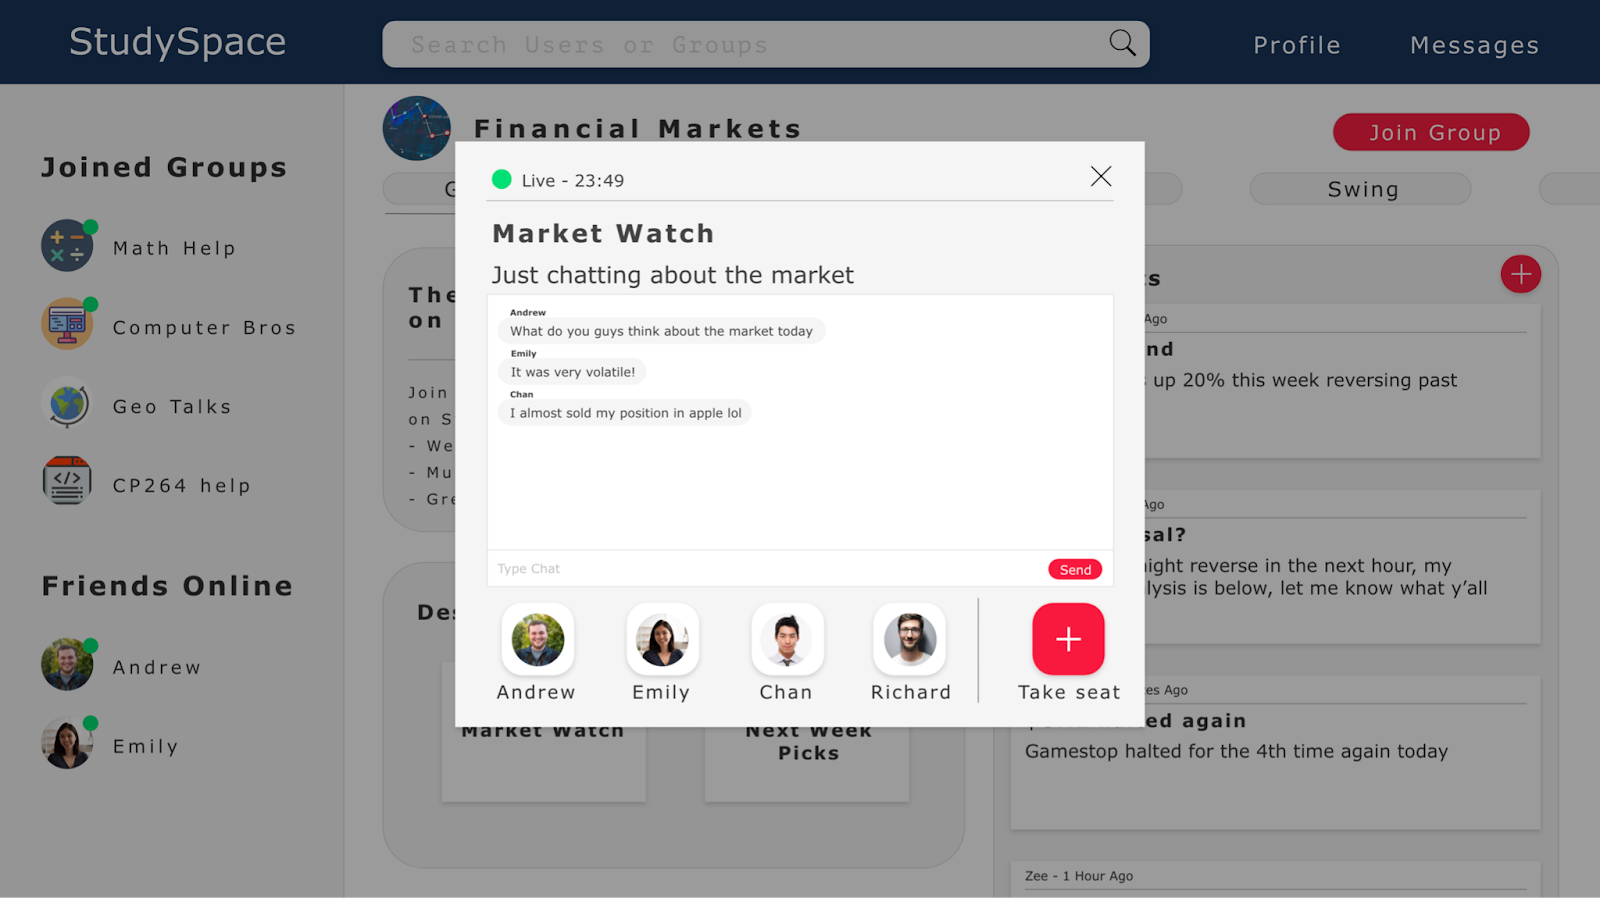 StudySpace
Search Users or Groups
Profile
Messages
Joined Groups
Math Help
Computer Bros
Geo Talks
CP264 help
Friends Online
Andrew
Emily
Financial Markets
Join Group
Swing
The
on
Join
on S
- We
- Mu
- Gre
Des
Market Watch
Next Week
Picks
Live - 23:49
Market Watch
Just chatting about the market
Andrew
What do you guys think about the market today
Emily
It was very volatile!
Chan
I almost sold my position in apple lol
Type Chat
Send
Andrew
Emily
Chan
Richard
Take seat
s
Ago
nd
up 20% this week reversing past
Ago
sal?
ight reverse in the next hour, my
lysis is below, let me know what y’all
es Ago
ed again
Gamestop halted for the 4th time again today
Zee - 1 Hour Ago